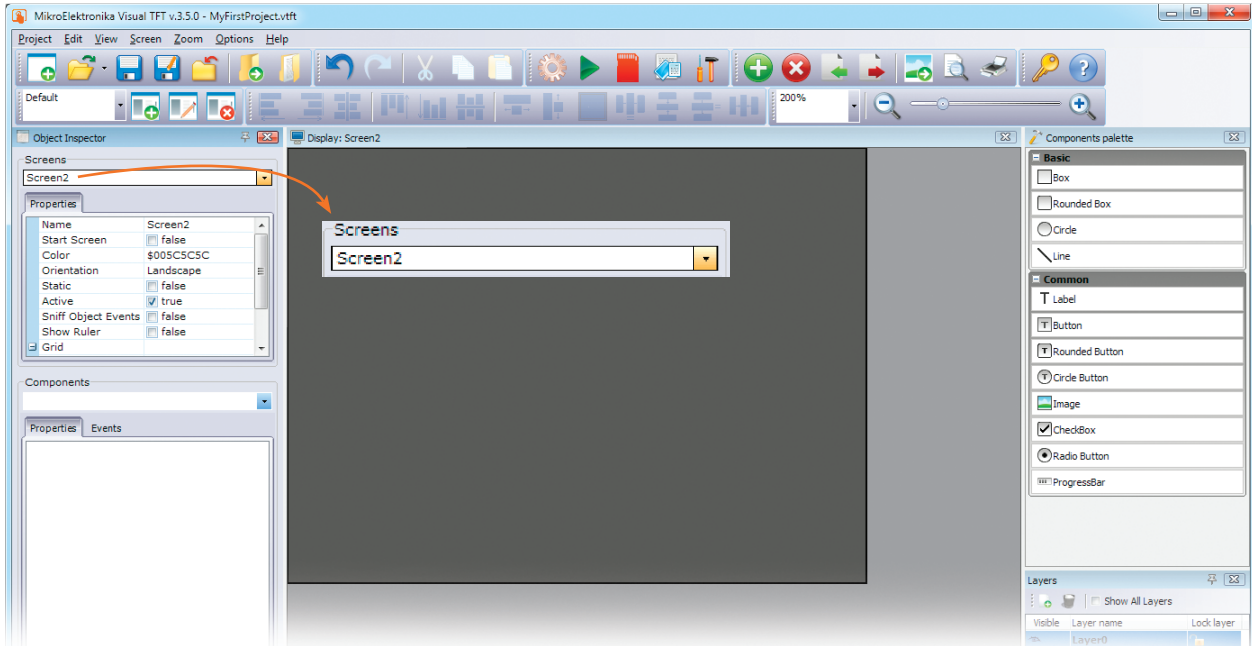 MikroElektronika Visual TFT v.3.5.0 - MyFirstProject.vtft
Project Edit View Screen Zoom Options Help
Default
200%
Object Inspector
Screens
Screen2
Properties
Name Screen2
Start Screen false
Color $005C5C5C
Orientation Landscape
Static false
Active true
Sniff Object Events false
Show Ruler false
Grid
Components
Properties Events
Display: Screen2
Screens
Screen2
Components palette
Basic
Box
Rounded Box
Circle
Line
Common
T Label
T Button
T Rounded Button
T Circle Button
Image
CheckBox
Radio Button
ProgressBar
Layers
Show All Layers
Visible Layer name Lock layer
Layer0